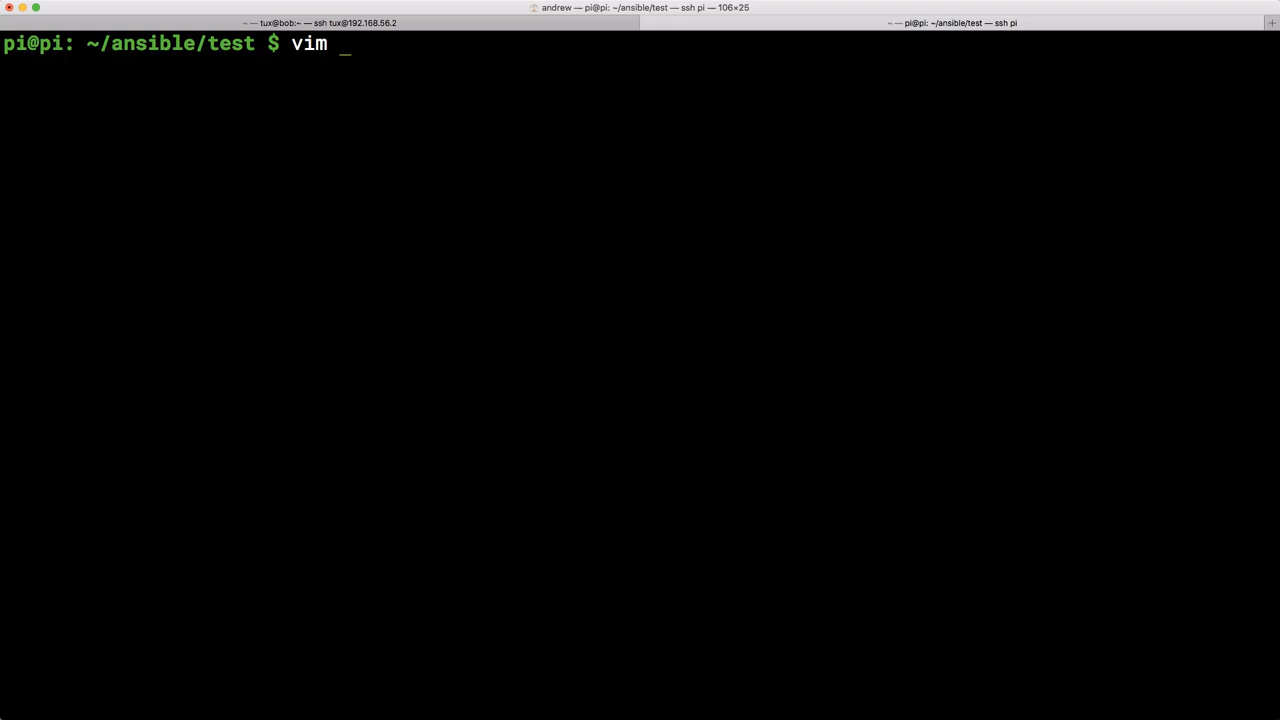 andrew — pi@pi: ~/ansible/test — ssh pi — 106×25
~ — tux@bob:~ — ssh tux@192.168.56.2
~ — pi@pi: ~/ansible/test — ssh pi
pi@pi: ~/ansible/test $ vim _